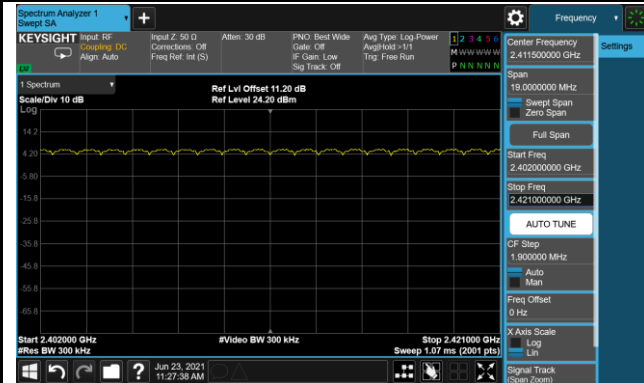 Spectrum Analyzer 1
Swept SA
+
Frequency
KEYSIGHT
Input: RF
Coupling: DC
Align: Auto
Input Z: 50 Ω
Corrections: Off
Freq Ref: Int (S)
Atten: 30 dB
PNO: Best Wide
Gate: Off
IF Gain: Low
Sig Track: Off
Avg Type: Log-Power
Avg|Hold:>1/1
Trig: Free Run
1 2 3 4 5 6
M W W W W W
P N N N N N
Center Frequency
2.411500000 GHz
Settings
Span
19.0000000 MHz
Swept Span
Zero Span
Full Span
Start Freq
2.402000000 GHz
Stop Freq
2.421000000 GHz
AUTO TUNE
CF Step
1.900000 MHz
Auto
Man
Freq Offset
0 Hz
X Axis Scale
Log
Lin
Signal Track
(Span Zoom)
1 Spectrum
Scale/Div 10 dB
Ref Lvl Offset 11.20 dB
Ref Level 24.20 dBm
Log
14.2
4.20
-5.80
-15.8
-25.8
-35.8
-45.8
-55.8
-65.8
Start 2.402000 GHz
#Video BW 300 kHz
Stop 2.421000 GHz
#Res BW 300 kHz
Sweep 1.07 ms (2001 pts)
?
Jun 23, 2021
11:27:38 AM